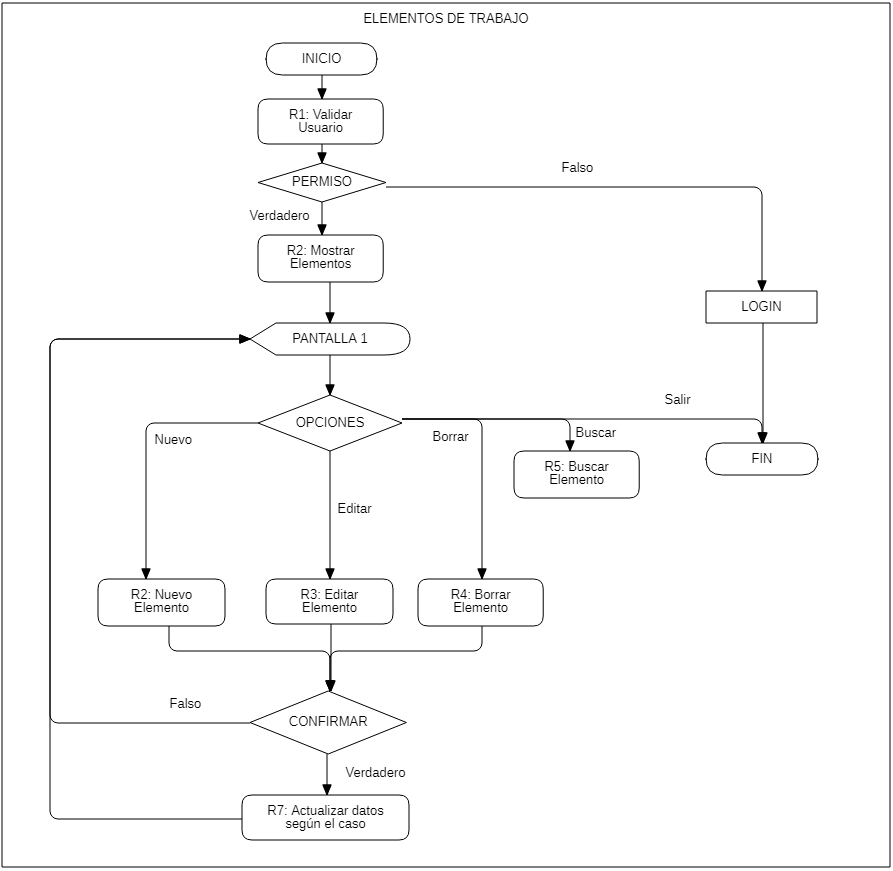 ELEMENTOS DE TRABAJO
INICIO
R1: Validar
Usuario
PERMISO
Falso
Verdadero
R2: Mostrar
Elementos
LOGIN
PANTALLA 1
OPCIONES
Salir
Nuevo
Borrar
Buscar
R5: Buscar
Elemento
FIN
Editar
R2: Nuevo
Elemento
R3: Editar
Elemento
R4: Borrar
Elemento
Falso
CONFIRMAR
Verdadero
R7: Actualizar datos
según el caso